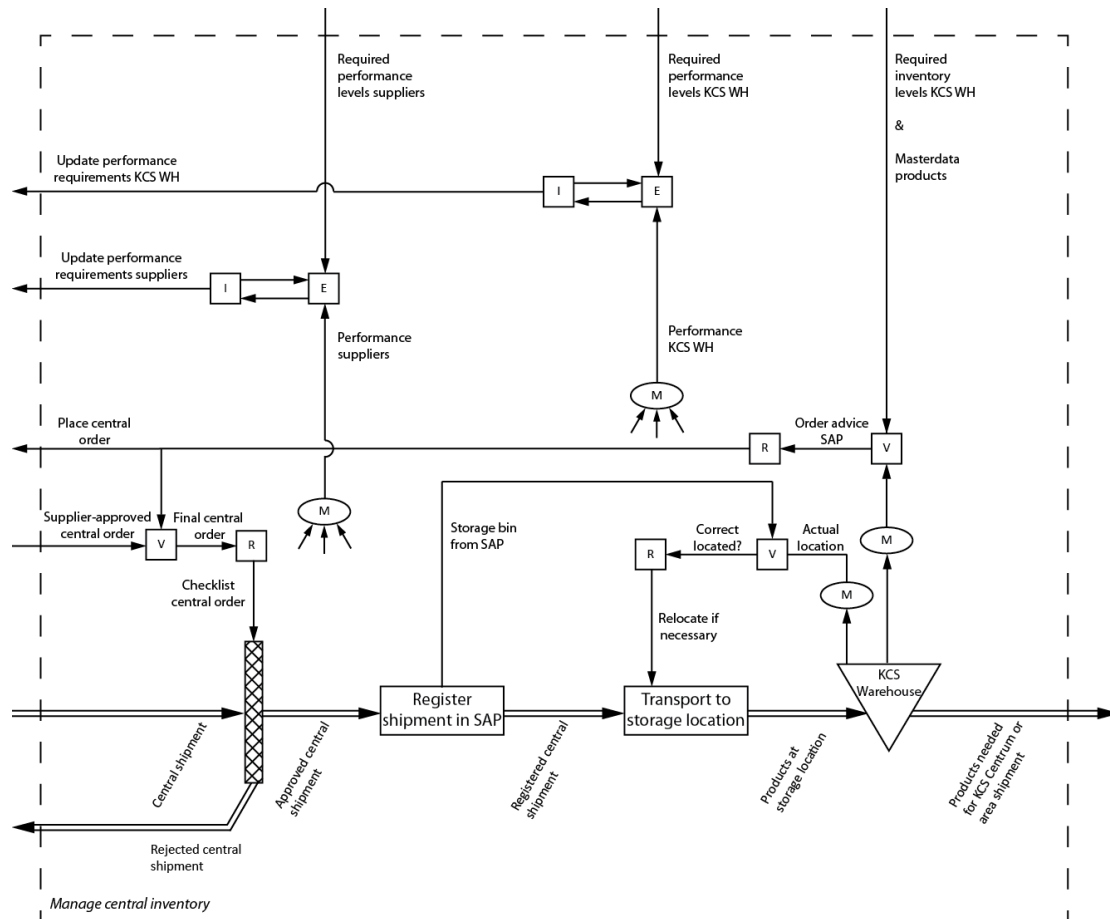 Required
performance
levels suppliers
Required
performance
levels KCS WH
Required
inventory
levels KCS WH
&
Masterdata
products
Update performance
requirements KCS WH
I
E
Update performance
requirements suppliers
I
E
Performance
suppliers
Performance
KCS WH
M
Place central
order
Order advice
SAP
R
V
Supplier-approved
central order
Final central
order
V
R
M
Storage bin
from SAP
Correct
located?
Actual
location
R
V
M
M
Checklist
central order
Relocate if
necessary
KCS
Warehouse
Register
shipment in SAP
Transport to
storage location
Central shipment
Approved central
shipment
Registered central
shipment
Products at
storage location
Products needed
for KCS Centrum or
area shipment
Rejected central
shipment
Manage central inventory